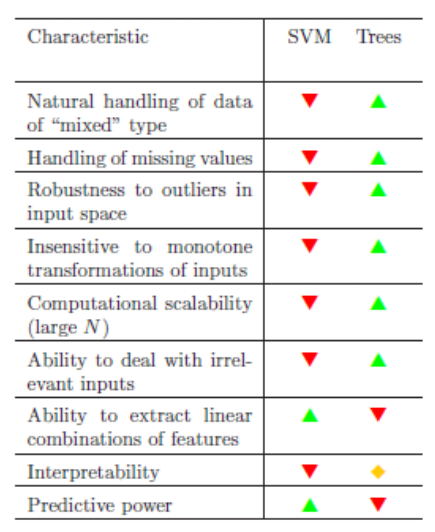 Characteristic SVM Trees
Natural handling of data ▼ ▲
of “mixed” type
Handling of missing values ▼ ▲
Robustness to outliers in ▼ ▲
input space
Insensitive to monotone ▼ ▲
transformations of inputs
Computational scalability ▼ ▲
(large N)
Ability to deal with irrel- ▼ ▲
evant inputs
Ability to extract linear ▲ ▼
combinations of features
Interpretability ▼ ◆
Predictive power ▲ ▼